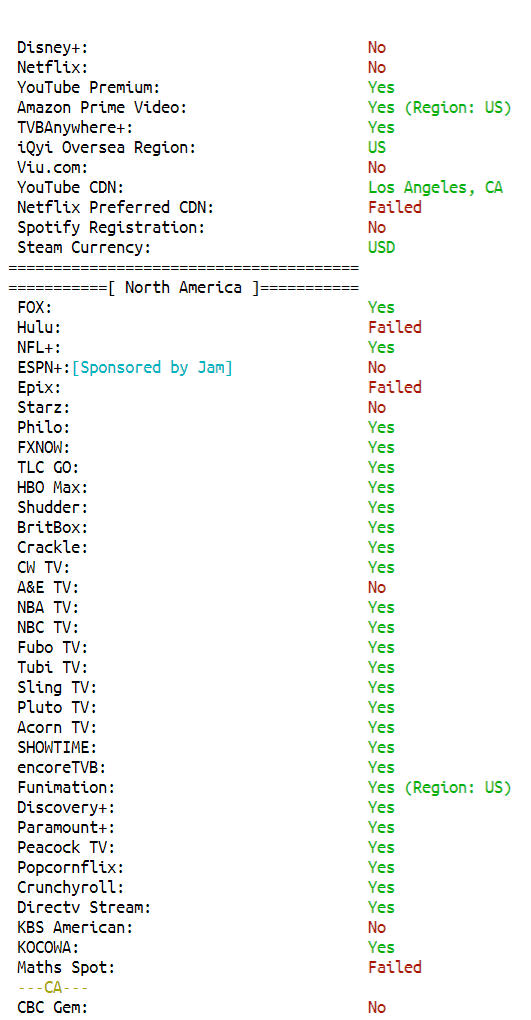 Disney+: No
Netflix: No
YouTube Premium: Yes
Amazon Prime Video: Yes (Region: US)
TVBAnywhere+: Yes
iQyi Oversea Region: US
Viu.com: No
YouTube CDN: Los Angeles, CA
Netflix Preferred CDN: Failed
Spotify Registration: No
Steam Currency: USD
=======================================
===========[ North America ]===========
FOX: Yes
Hulu: Failed
NFL+: Yes
ESPN+:[Sponsored by Jam] No
Epix: Failed
Starz: No
Philo: Yes
FXNOW: Yes
TLC GO: Yes
HBO Max: Yes
Shudder: Yes
BritBox: Yes
Crackle: Yes
CW TV: Yes
A&E TV: No
NBA TV: Yes
NBC TV: Yes
Fubo TV: Yes
Tubi TV: Yes
Sling TV: Yes
Pluto TV: Yes
Acorn TV: Yes
SHOWTIME: Yes
encoreTVB: Yes
Funimation: Yes (Region: US)
Discovery+: Yes
Paramount+: Yes
Peacock TV: Yes
Popcornflix: Yes
Crunchyroll: Yes
Directv Stream: Yes
KBS American: No
KOCOWA: Yes
Maths Spot: Failed
---CA---
CBC Gem: No